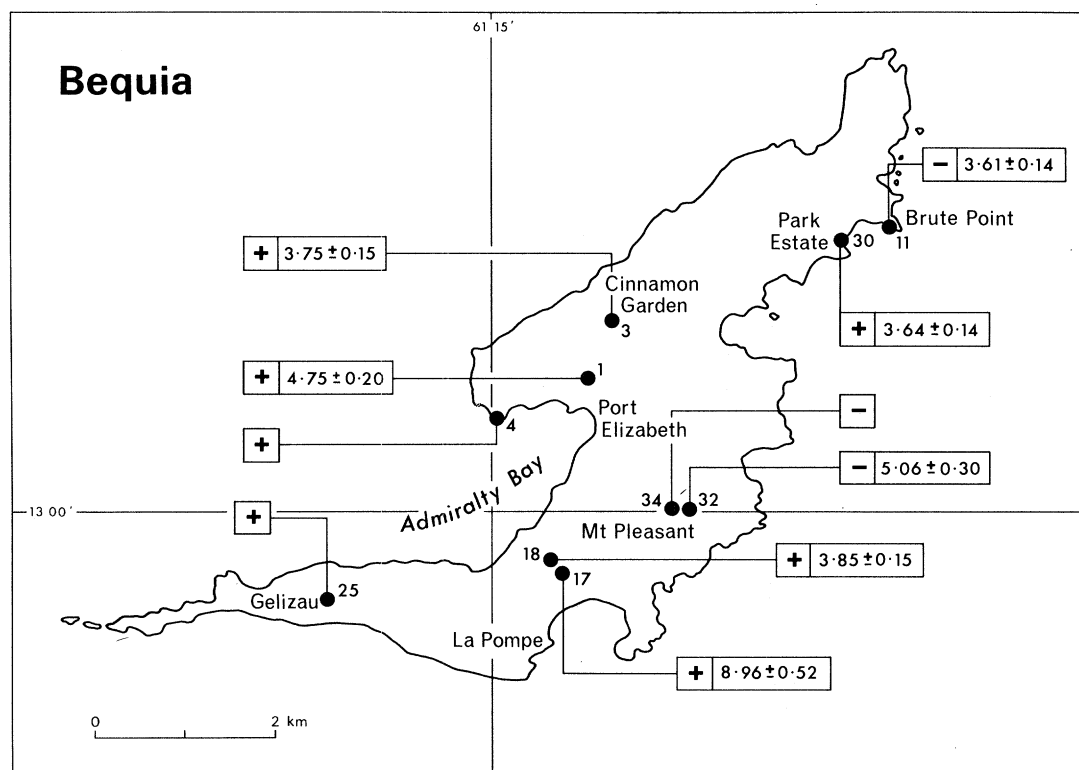 61 15′
Bequia
− 3·61±0·14
Park
Estate
Brute Point
30
11
+ 3·75±0·15
Cinnamon
Garden
3
+ 3·64±0·14
+ 4·75±0·20
1
Port
Elizabeth
4
−
+
− 5·06±0·30
Admiralty Bay
34
32
13 00′
+
Mt Pleasant
18
+ 3·85±0·15
17
Gelizau
25
La Pompe
+ 8·96±0·52
0 2 km